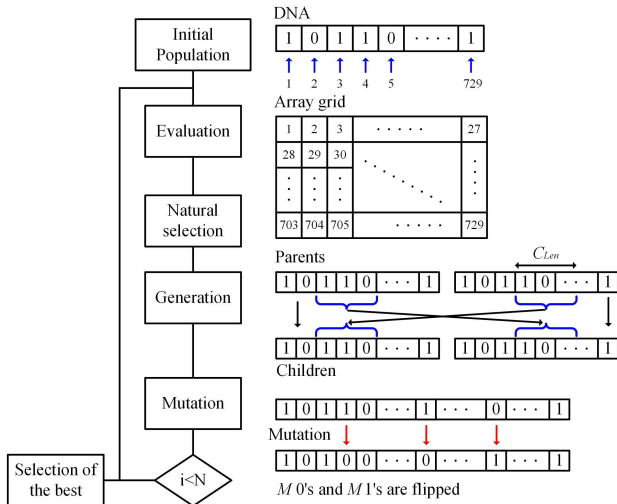 Initial
Population
Evaluation
Natural
selection
Generation
Mutation
i<N
Selection of
the best
DNA
1 0 1 1 0 ···· 1
1 2 3 4 5 729
Array grid
1 2 3 ····· 27
28 29 30
703 704 705 ····· 729
Parents
C_Len
1 0 1 1 0 ··· 1 1 0 1 1 0 ··· 1
1 0 1 1 0 ··· 1 1 0 1 1 0 ··· 1
Children
1 0 1 1 0 ··· 1 ··· 0 ··· 1
Mutation
1 0 1 0 0 ··· 0 ··· 1 ··· 1
M 0's and M 1's are flipped